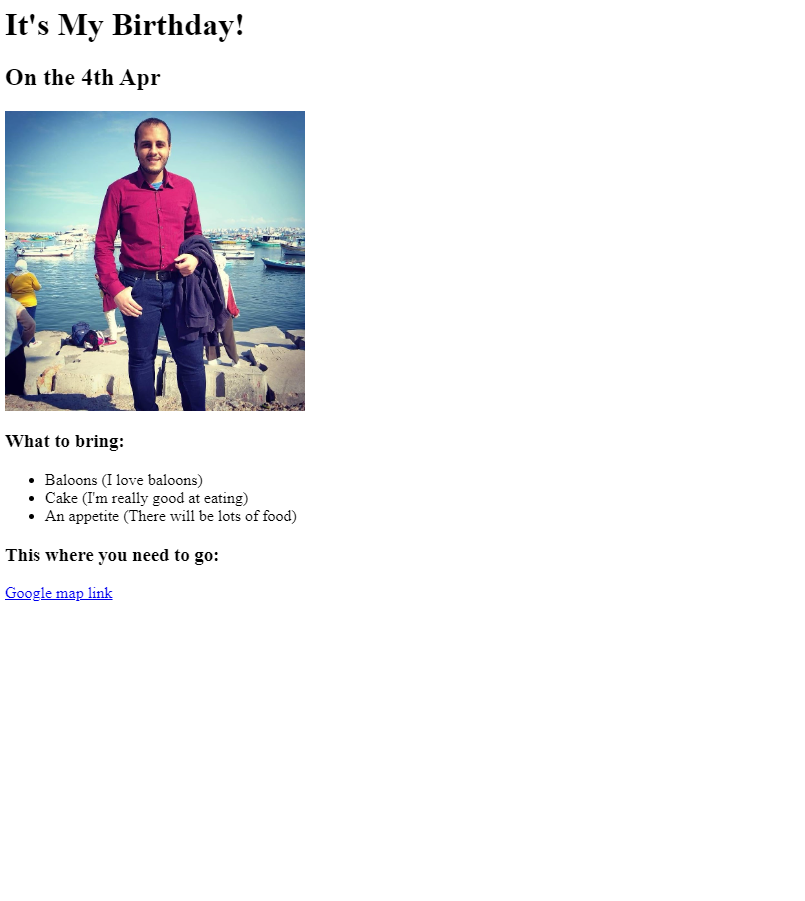 It's My Birthday!
On the 4th Apr
What to bring:
Baloons (I love baloons)
Cake (I'm really good at eating)
An appetite (There will be lots of food)
This where you need to go:
Google map link